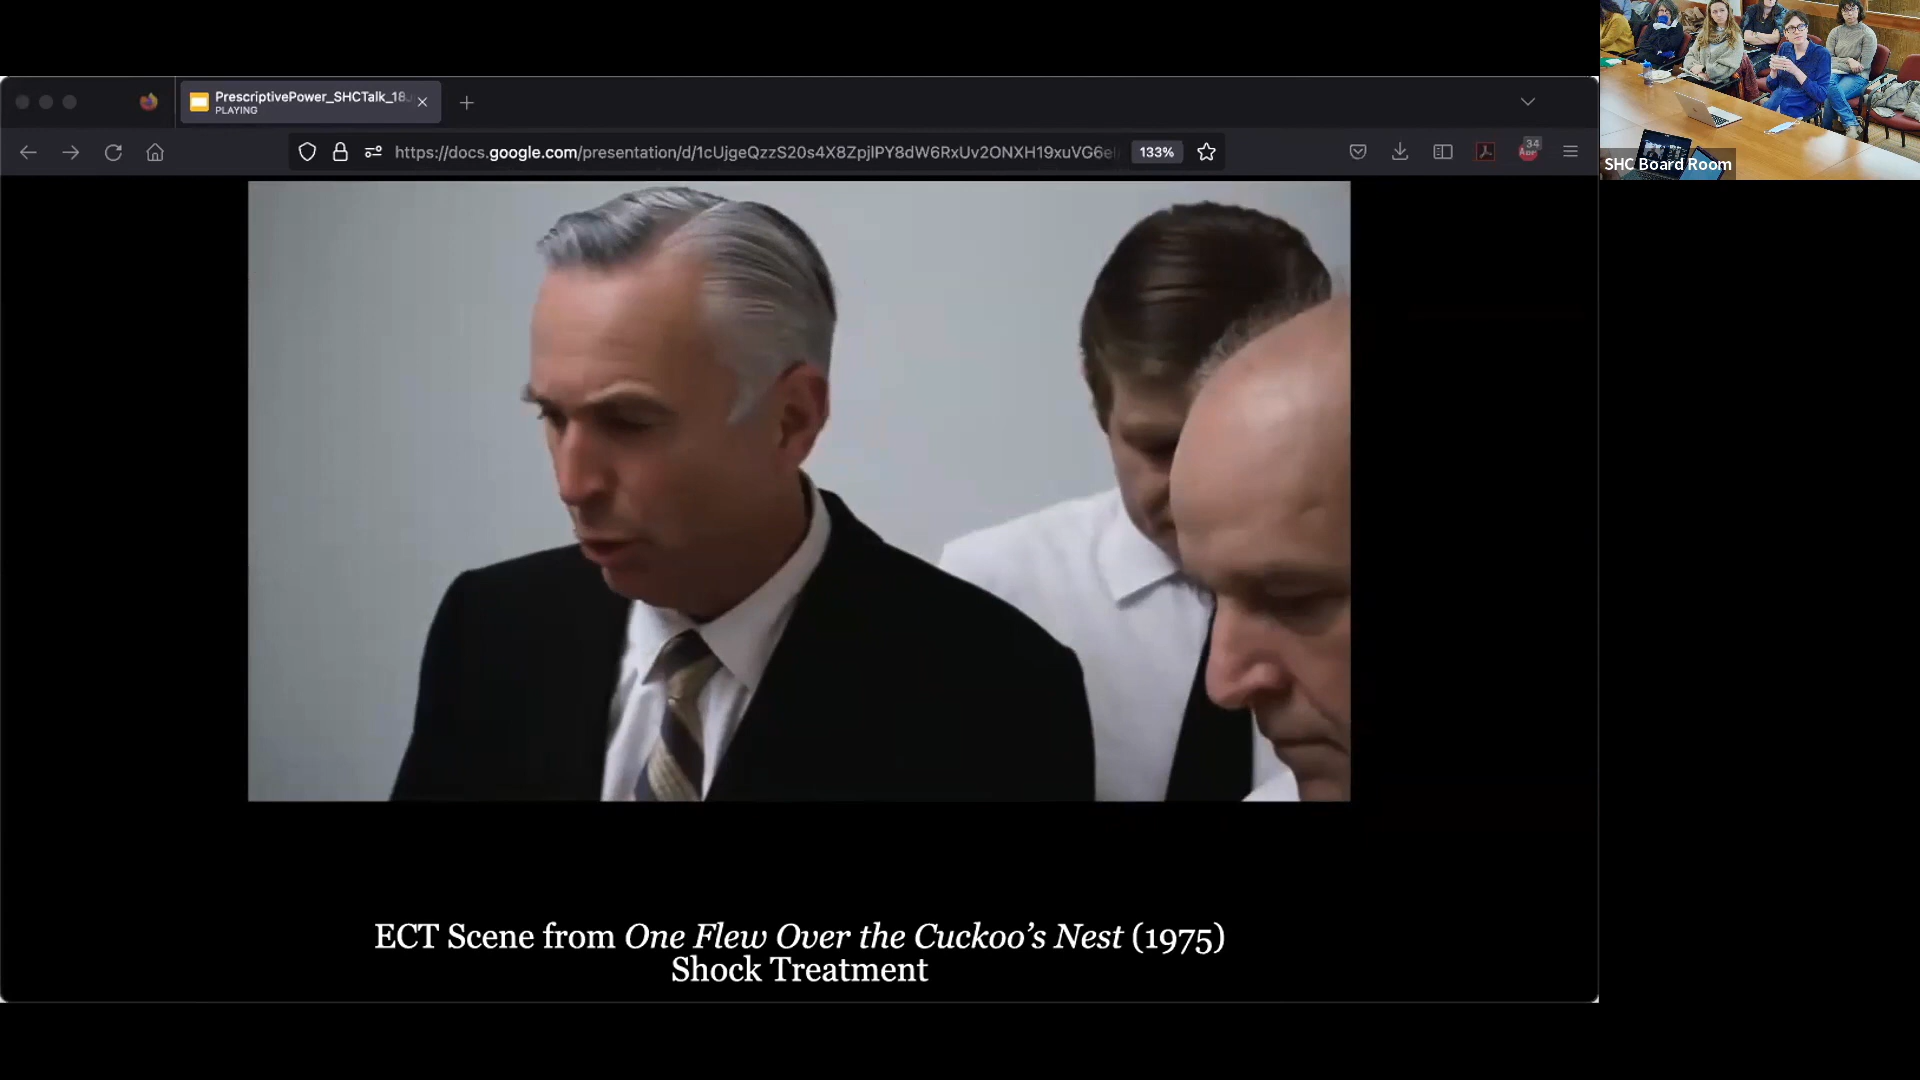 PrescriptivePower_SHCTalk_18
PLAYING
https://docs.google.com/presentation/d/1cUjgeQzzS20s4X8ZpjlPY8dW6RxUv2ONXH19xuVG6e
133%
34
SHC Board Room
ECT Scene from One Flew Over the Cuckoo’s Nest (1975)
Shock Treatment